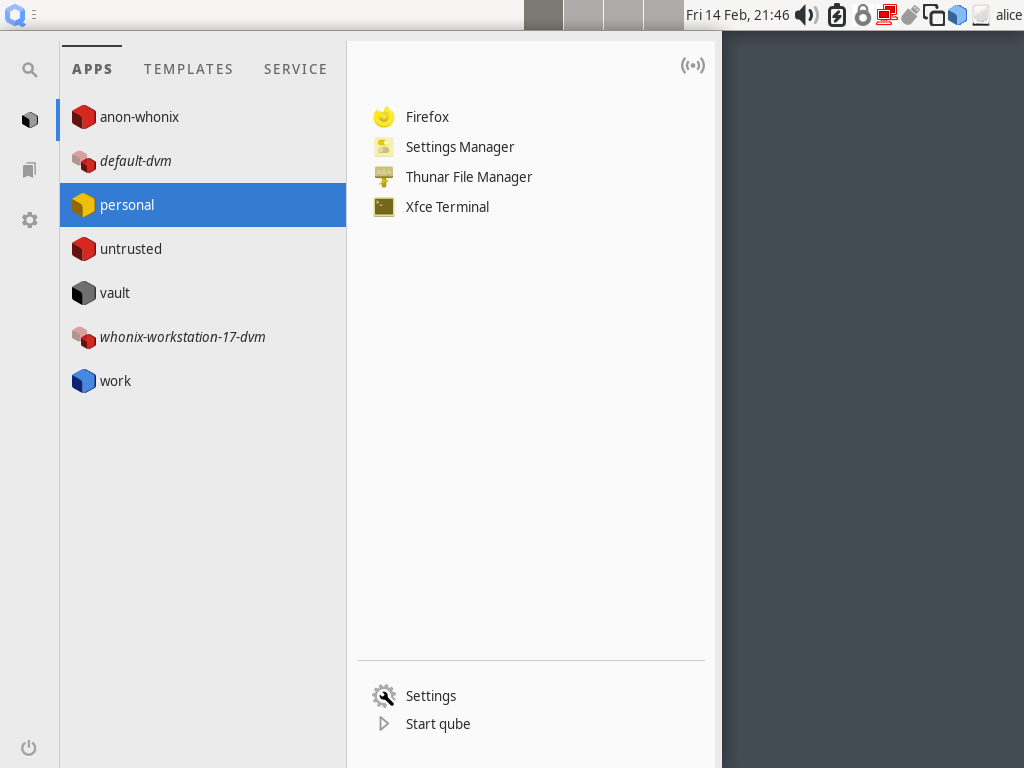 Fri 14 Feb, 21:46 alice
APPS TEMPLATES SERVICE
anon-whonix
default-dvm
personal
untrusted
vault
whonix-workstation-17-dvm
work
Firefox
Settings Manager
Thunar File Manager
Xfce Terminal
Settings
Start qube